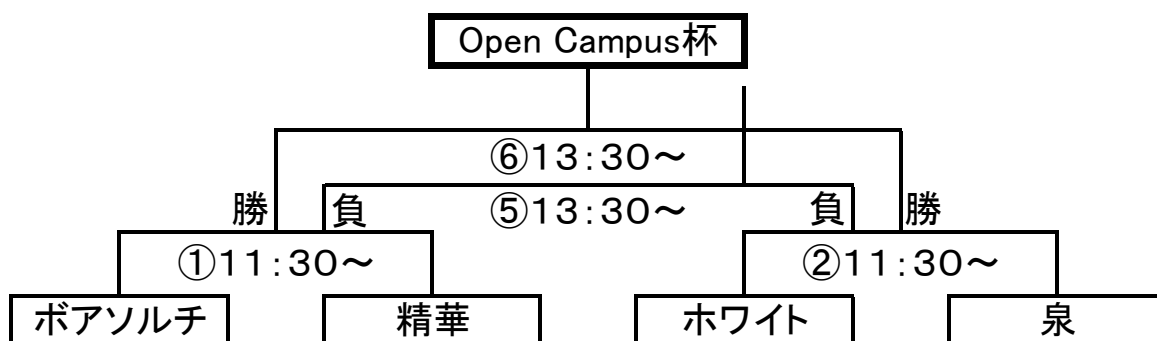 Open Campus杯
⑥13:30～
勝 負 ⑤13:30～ 負 勝
①11:30～ ②11:30～
ボアソルチ 精華 ホワイト 泉